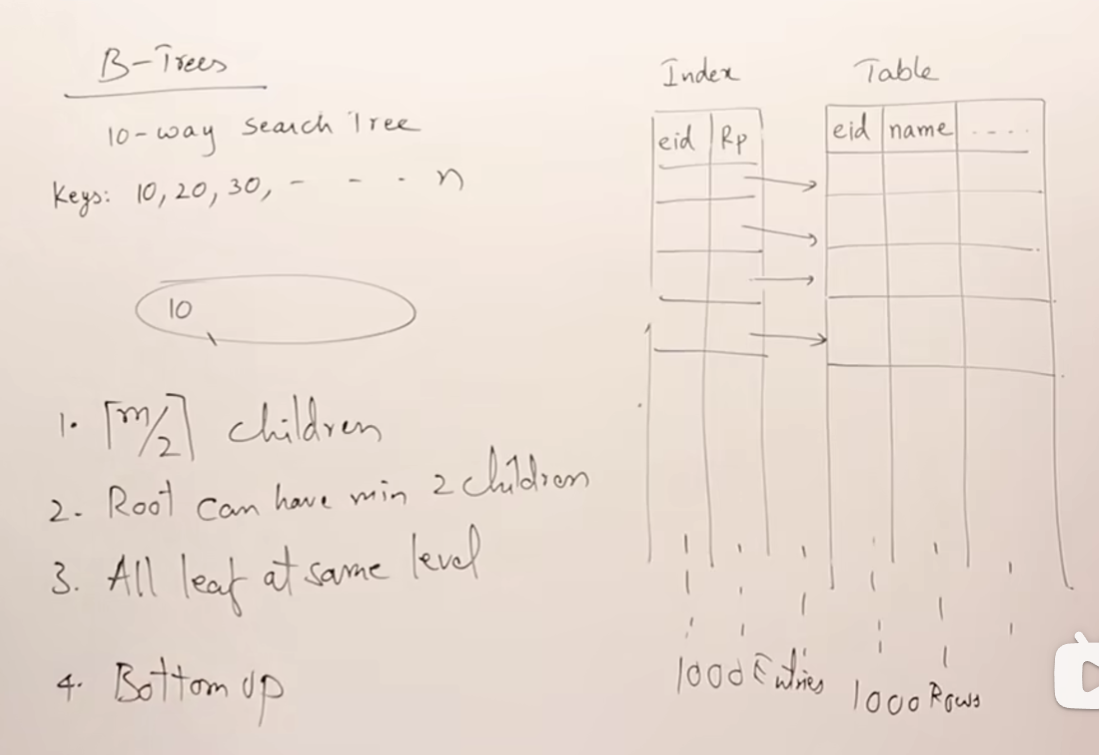 B-Trees
10-way Search Tree
Keys: 10, 20, 30, - - - n
10
1. ⌈m/2⌉ children
2. Root can have min 2 children
3. All leaf at same level
4. Bottom up
Index
eid Rp
Table
eid name ....
1000 Entries
1000 Rows